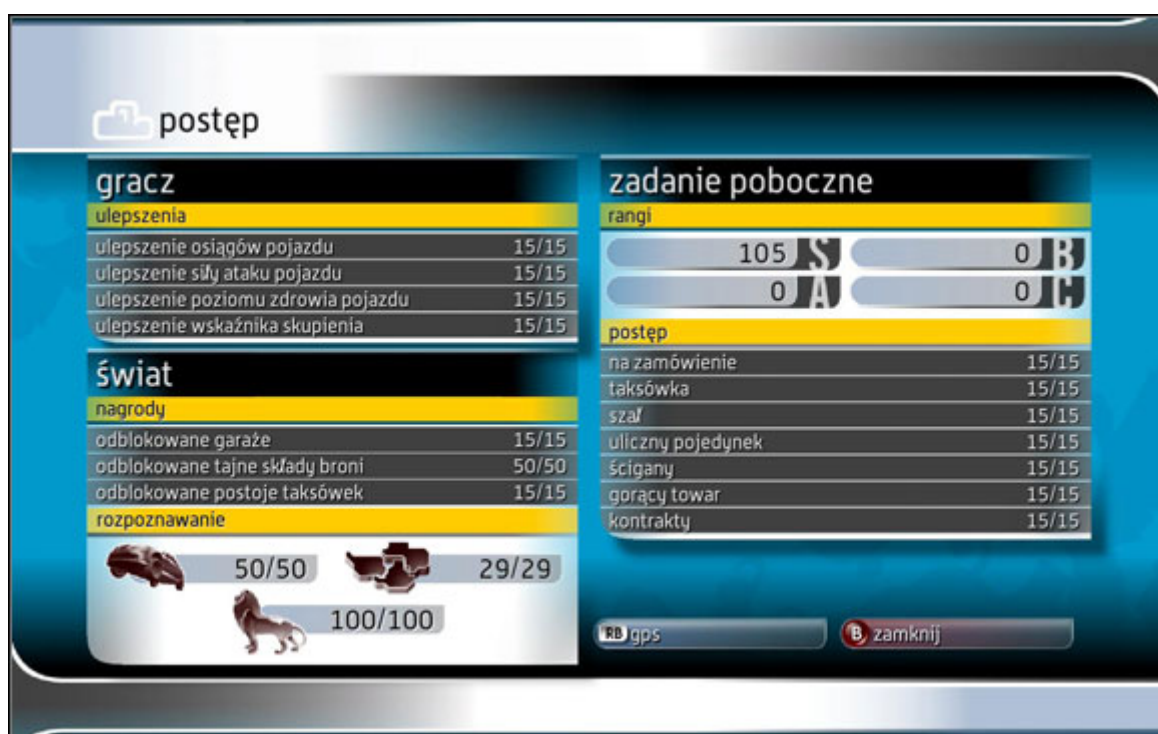 postęp
gracz
ulepszenia
ulepszenie osiągów pojazdu 15/15
ulepszenie siły ataku pojazdu 15/15
ulepszenie poziomu zdrowia pojazdu 15/15
ulepszenie wskaźnika skupienia 15/15
świat
nagrody
odblokowane garaże 15/15
odblokowane tajne składy broni 50/50
odblokowane postoje taksówek 15/15
rozpoznawanie
50/50 29/29
100/100
zadanie poboczne
rangi
105 S 0 B
0 A 0 C
postęp
na zamówienie 15/15
taksówka 15/15
szał 15/15
uliczny pojedynek 15/15
ścigany 15/15
gorący towar 15/15
kontrakty 15/15
RB gps B zamknij